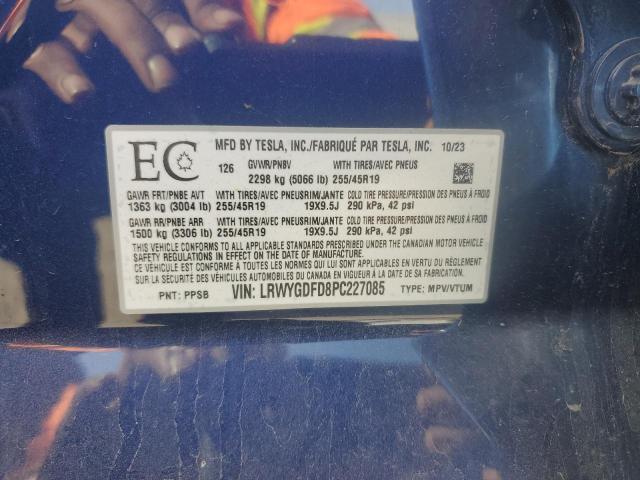 EC
126
MFD BY TESLA, INC./FABRIQUÉ PAR TESLA, INC. 10/23
GVWR/PNBV WITH TIRES/AVEC PNEUS
2298 kg (5066 lb) 255/45R19
GAWR FRT/PNBE AVT WITH TIRES/AVEC PNEUS RIM/JANTE COLD TIRE PRESSURE/PRESSION DES PNEUS À FROID
1363 kg (3004 lb) 255/45R19 19X9.5J 290 kPa, 42 psi
GAWR RR/PNBE ARR WITH TIRES/AVEC PNEUS RIM/JANTE COLD TIRE PRESSURE/PRESSION DES PNEUS À FROID
1500 kg (3306 lb) 255/45R19 19X9.5J 290 kPa, 42 psi
THIS VEHICLE CONFORMS TO ALL APPLICABLE STANDARDS PRESCRIBED UNDER THE CANADIAN MOTOR VEHICLE
SAFETY REGULATIONS IN EFFECT ON THE DATE OF MANUFACTURE.
CE VÉHICULE EST CONFORME À TOUTES LES NORMES QUI LUI SONT APPLICABLES EN VERTU DU RÈGLEMENT
SUR LA SÉCURITÉ DES VÉHICULES AUTOMOBILES DU CANADA EN VIGUEUR À LA DATE DE SA FABRICATION.
PNT: PPSB VIN: LRWYGDFD8PC227085 TYPE: MPV/VTUM